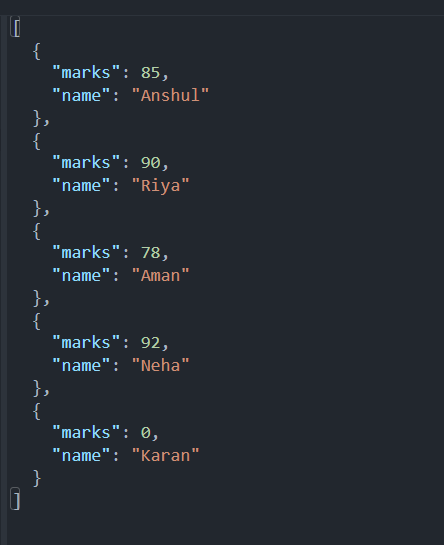 [
  {
    "marks": 85,
    "name": "Anshul"
  },
  {
    "marks": 90,
    "name": "Riya"
  },
  {
    "marks": 78,
    "name": "Aman"
  },
  {
    "marks": 92,
    "name": "Neha"
  },
  {
    "marks": 0,
    "name": "Karan"
  }
]